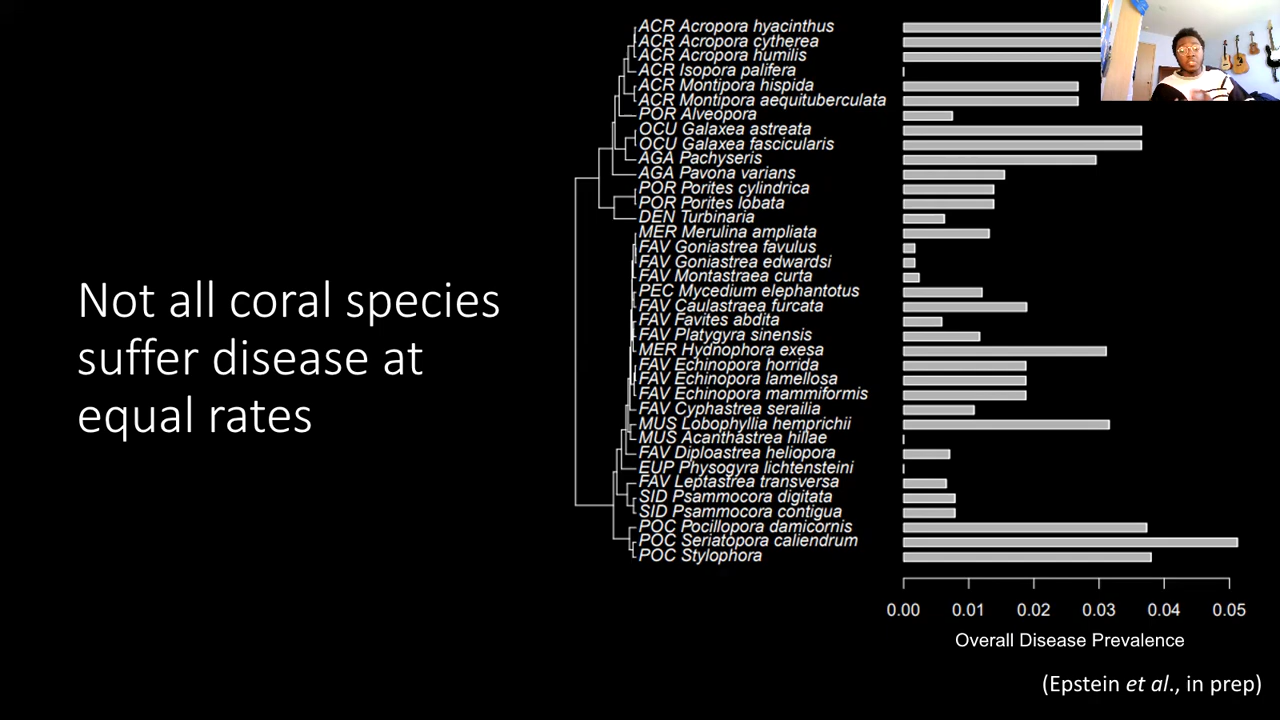 Not all coral species
suffer disease at
equal rates
ACR Acropora hyacinthus
ACR Acropora cytherea
ACR Acropora humilis
ACR Isopora palifera
ACR Montipora hispida
ACR Montipora aequituberculata
POR Alveopora
OCU Galaxea astreata
OCU Galaxea fascicularis
AGA Pachyseris
AGA Pavona varians
POR Porites cylindrica
POR Porites lobata
DEN Turbinaria
MER Merulina ampliata
FAV Goniastrea favulus
FAV Goniastrea edwardsi
FAV Montastraea curta
PEC Mycedium elephantotus
FAV Caulastraea furcata
FAV Favites abdita
FAV Platygyra sinensis
MER Hydnophora exesa
FAV Echinopora horrida
FAV Echinopora lamellosa
FAV Echinopora mammiformis
FAV Cyphastrea serailia
MUS Lobophyllia hemprichii
MUS Acanthastrea hillae
FAV Diploastrea heliopora
EUP Physogyra lichtensteini
FAV Leptastrea transversa
SID Psammocora digitata
SID Psammocora contigua
POC Pocillopora damicornis
POC Seriatopora caliendrum
POC Stylophora
0.00 0.01 0.02 0.03 0.04 0.05
Overall Disease Prevalence
(Epstein et al., in prep)